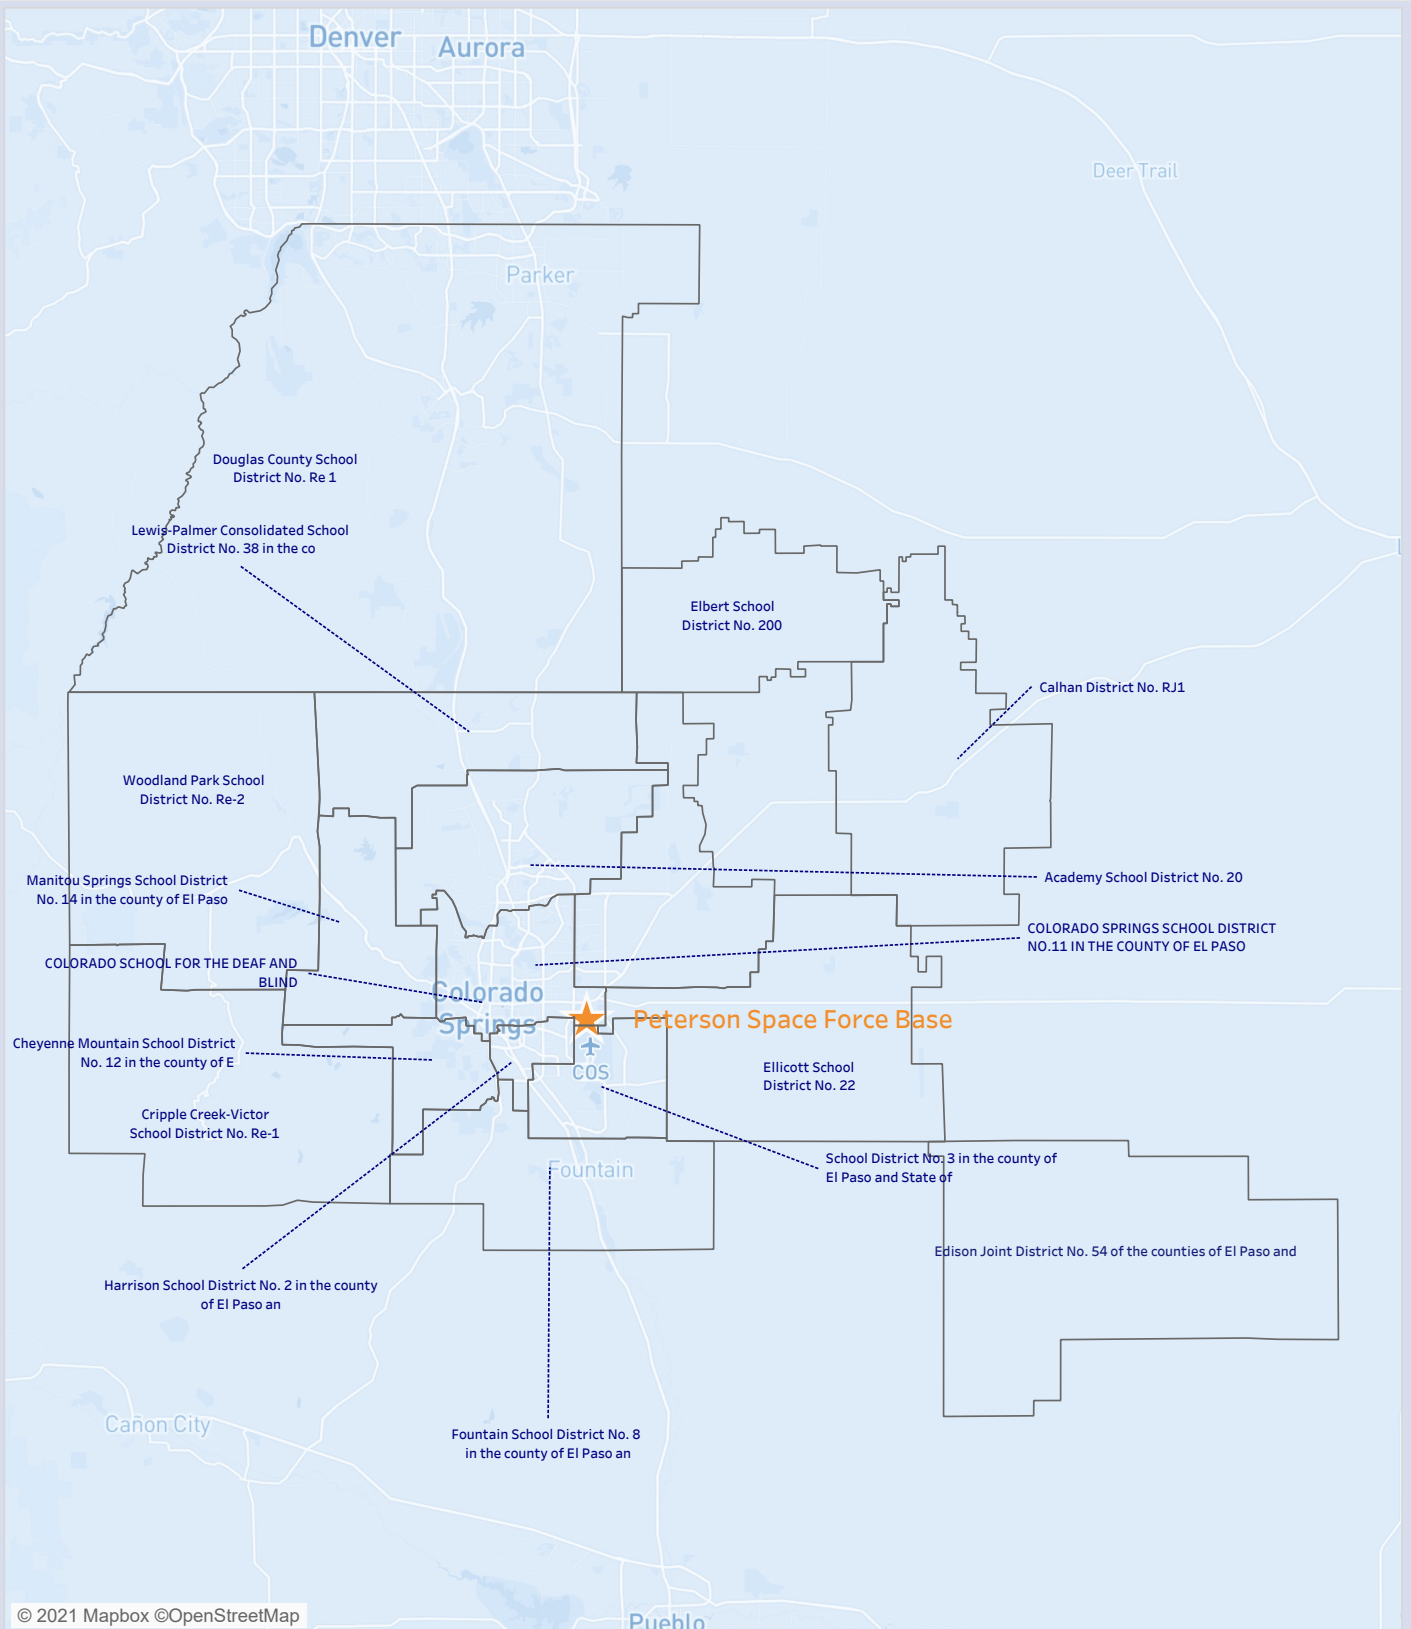 Denver
Aurora
Deer Trail
Parker
Douglas County School
District No. Re 1
Lewis-Palmer Consolidated School
District No. 38 in the co
Elbert School
District No. 200
Calhan District No. RJ1
Woodland Park School
District No. Re-2
Manitou Springs School District
No. 14 in the county of El Paso
Academy School District No. 20
COLORADO SPRINGS SCHOOL DISTRICT
NO.11 IN THE COUNTY OF EL PASO
COLORADO SCHOOL FOR THE DEAF AND
BLIND
Colorado
Springs
Peterson Space Force Base
Cheyenne Mountain School District
No. 12 in the county of E
COS
Ellicott School
District No. 22
Cripple Creek-Victor
School District No. Re-1
School District No. 3 in the county of
El Paso and State of
Fountain
Edison Joint District No. 54 of the counties of El Paso and
Harrison School District No. 2 in the county
of El Paso an
Cañon City
Fountain School District No. 8
in the county of El Paso an
© 2021 Mapbox ©OpenStreetMap
Pueblo